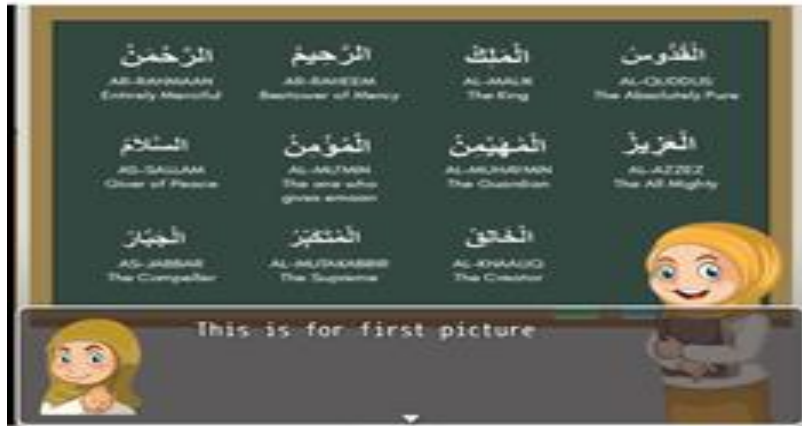 الرَّحْمَنُ
AR-RAHMAAN
Entirely Merciful
الرَّحِيمُ
AR-RAHEEM
Bestower of Mercy
الْمَلِكُ
AL-MALIK
The King
الْقُدُّوسُ
AL-QUDDUS
The Absolutely Pure
السَّلَامُ
AS-SALLAM
Giver of Peace
الْمُؤْمِنُ
AL-MU'MIN
The one who
gives emaan
الْمُهَيْمِنُ
AL-MUHAYMIN
The Guardian
الْعَزِيزُ
AL-AZZEZ
The All Mighty
الْجَبَّارُ
AS-JABBAR
The Compeller
الْمُتَكَبِّرُ
AL-MUTAKABBIR
The Supreme
الْخَالِقُ
AL-KHAALIQ
The Creator
This is for first picture